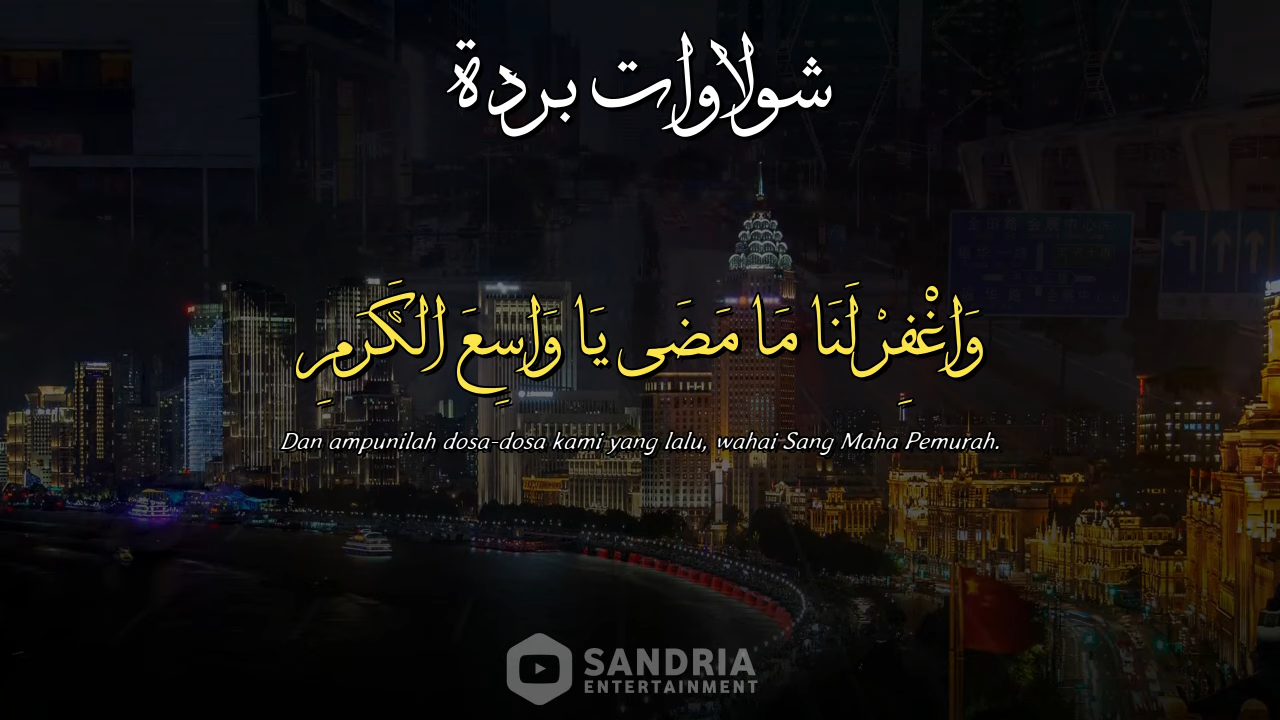 شولاوات بردة
وَاغْفِرْ لَنَا مَا مَضَى يَا وَاسِعَ الْكَرَمِ
Dan ampunilah dosa-dosa kami yang lalu, wahai Sang Maha Pemurah.
SANDRIA
ENTERTAINMENT